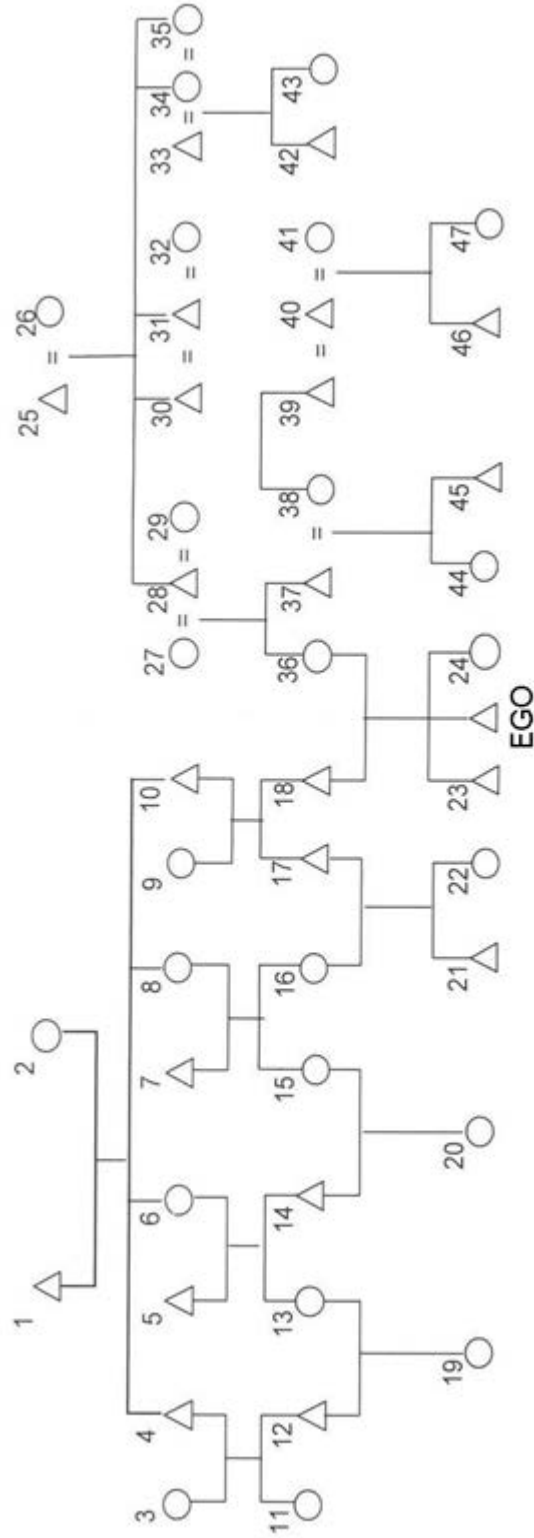 1 2 25 = 26
3 4 5 6 7 8 9 10 27 = 28 = 29 30 = 31 = 32 33 = 34 = 35
11 12 13 14 15 16 17 18 36 37 = 38 39 = 40 = 41 42 43
19 20 21 22 23 24 44 45 46 47
EGO